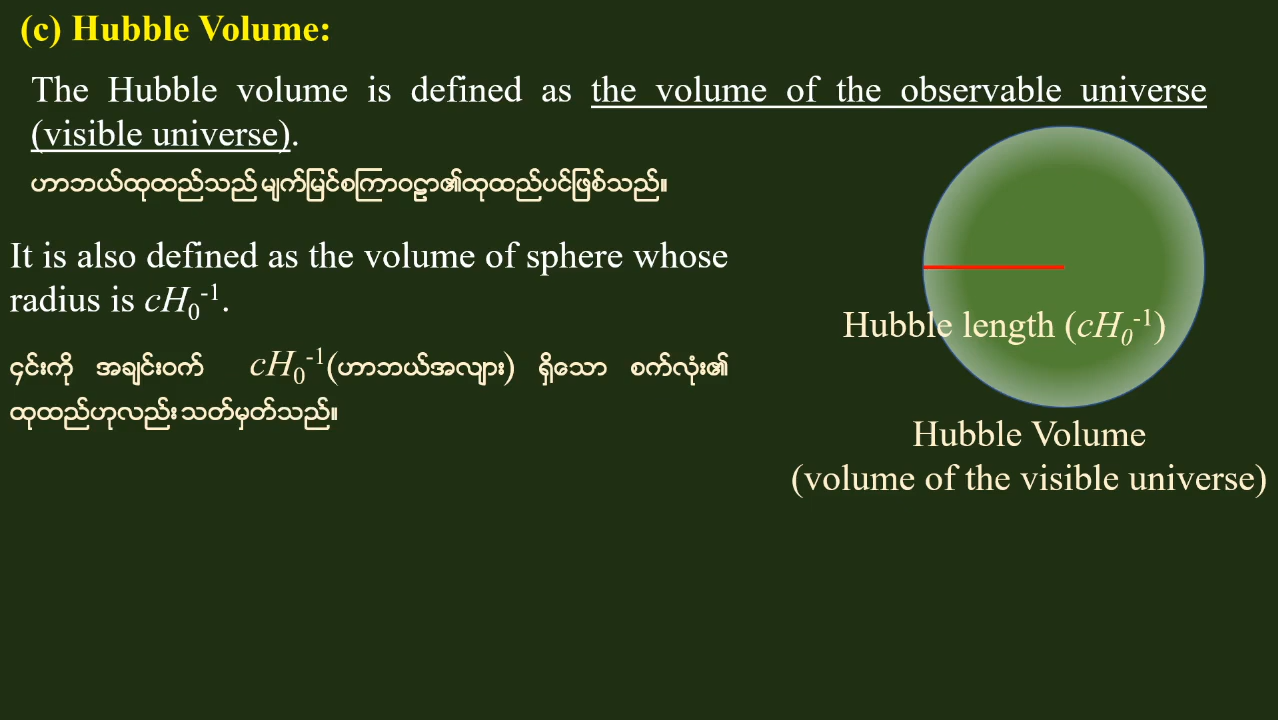 (c) Hubble Volume:
The Hubble volume is defined as the volume of the observable universe
(visible universe).
ဟာဘယ်ထုထည်သည် မျက်မြင်စကြာဝဠာ၏ထုထည်ပင်ဖြစ်သည်။
It is also defined as the volume of sphere whose
radius is cH₀⁻¹.
၄င်းကို အချင်းဝက် cH₀⁻¹(ဟာဘယ်အလျား) ရှိသော စက်လုံး၏
ထုထည်ဟုလည်း သတ်မှတ်သည်။
Hubble length (cH₀⁻¹)
Hubble Volume
(volume of the visible universe)